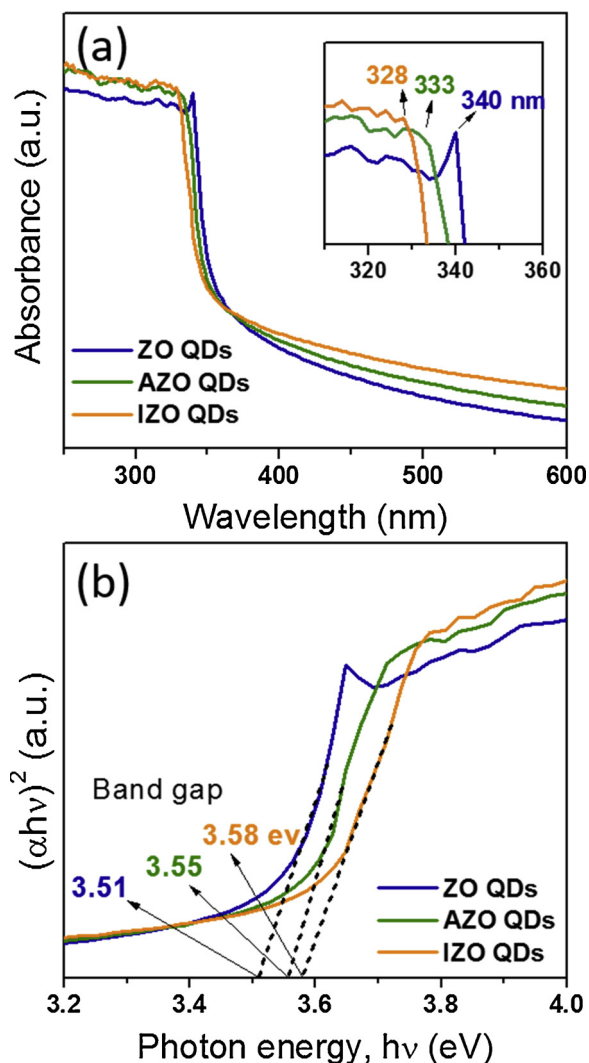 (a)
328
333
340 nm
320
340
360
Absorbance (a.u.)
ZO QDs
AZO QDs
IZO QDs
300
400
500
600
Wavelength (nm)
(b)
(αhν)²(a.u.)
Band gap
3.58 ev
3.55
3.51
ZO QDs
AZO QDs
IZO QDs
3.2
3.4
3.6
3.8
4.0
Photon energy, hν (eV)